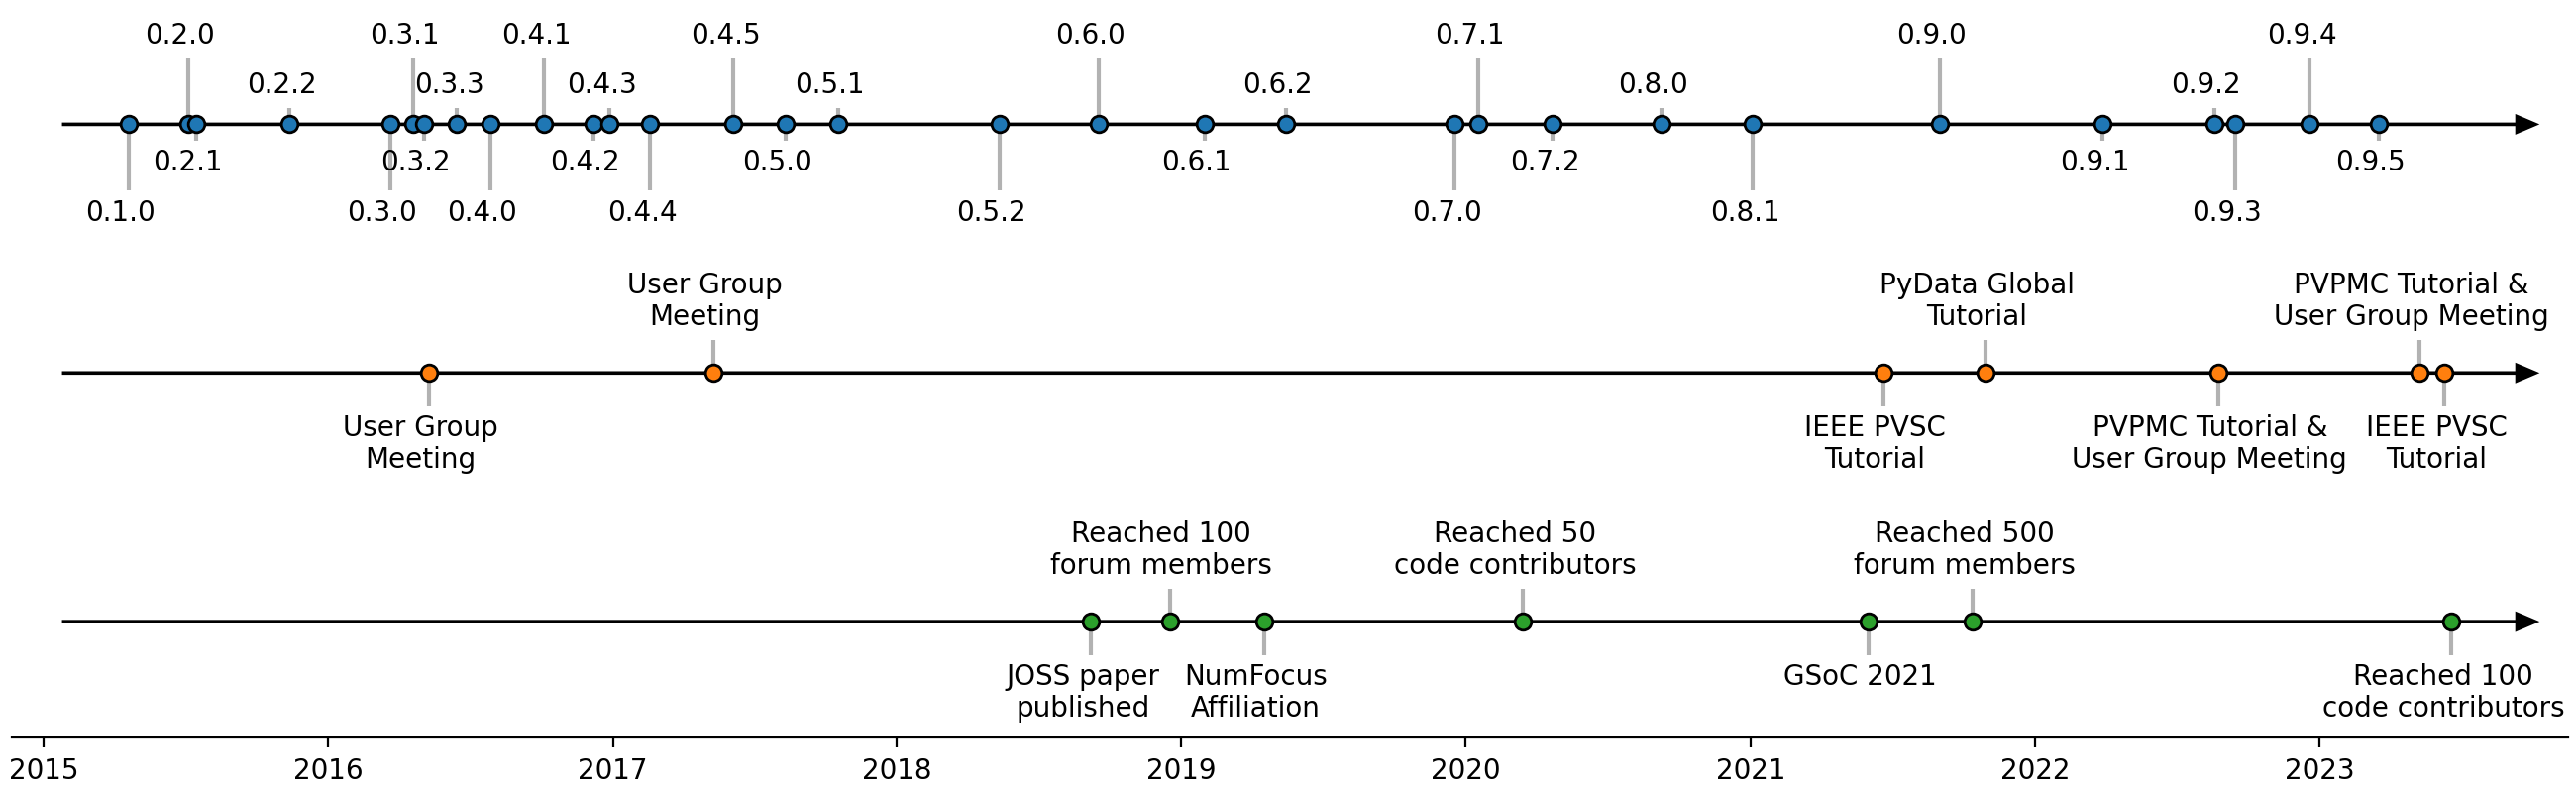 0.2.0
0.3.1
0.4.1
0.4.5
0.6.0
0.7.1
0.9.0
0.9.4
0.2.2
0.3.3
0.4.3
0.5.1
0.6.2
0.8.0
0.9.2
0.2.1
0.3.2
0.4.2
0.5.0
0.6.1
0.7.2
0.9.1
0.9.5
0.1.0
0.3.0
0.4.0
0.4.4
0.5.2
0.7.0
0.8.1
0.9.3
User Group
Meeting
PyData Global
Tutorial
PVPMC Tutorial &
User Group Meeting
User Group
Meeting
IEEE PVSC
Tutorial
PVPMC Tutorial &
User Group Meeting
IEEE PVSC
Tutorial
Reached 100
forum members
Reached 50
code contributors
Reached 500
forum members
JOSS paper
published
NumFocus
Affiliation
GSoC 2021
Reached 100
code contributors
2015
2016
2017
2018
2019
2020
2021
2022
2023